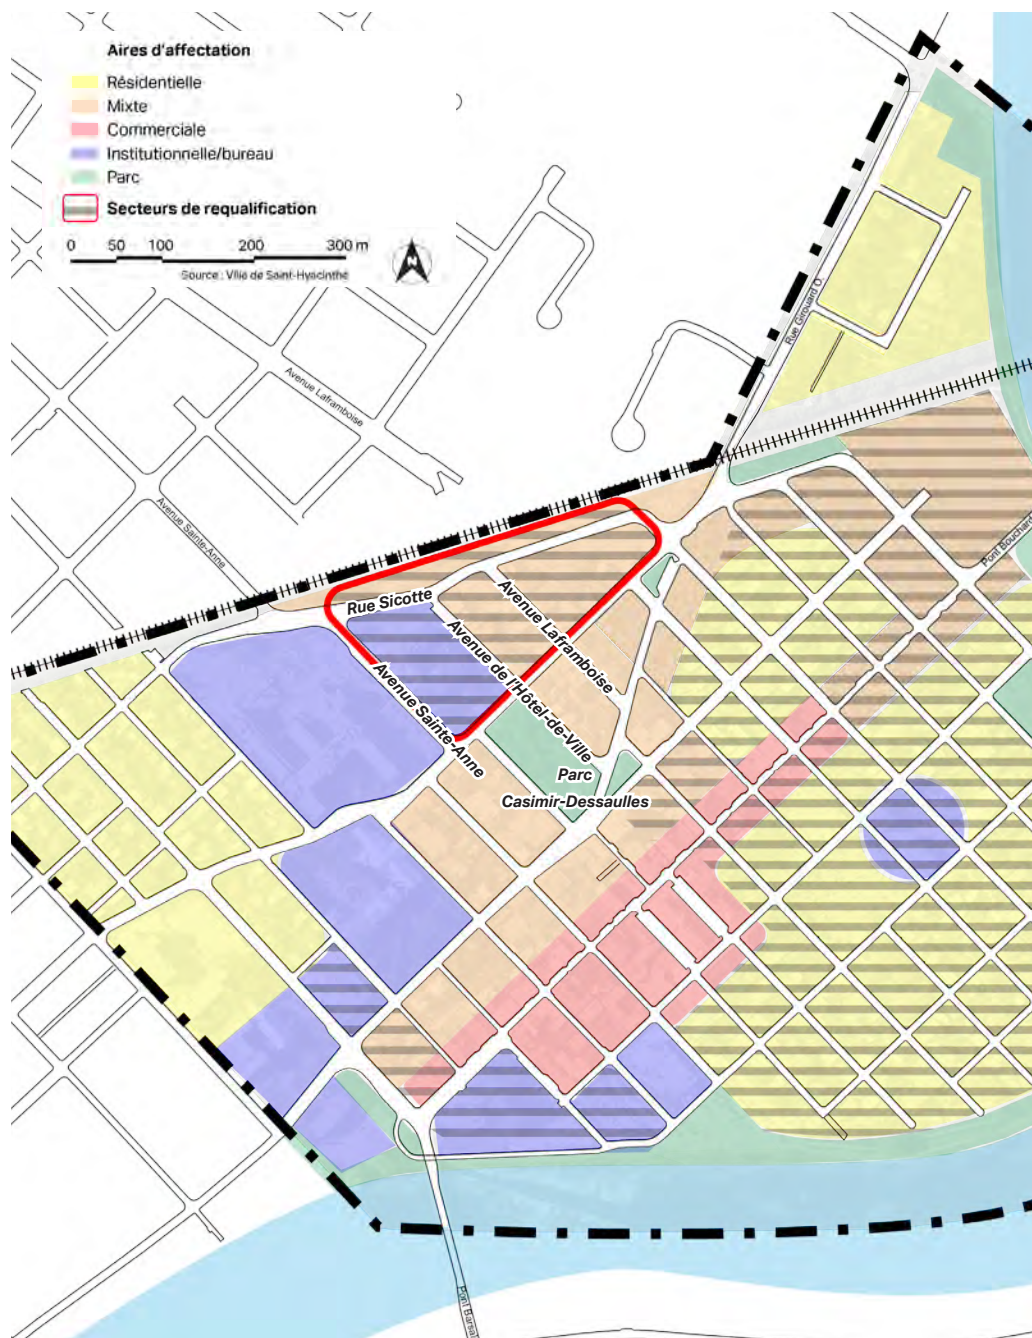 Aires d'affectation
Résidentielle
Mixte
Commerciale
Institutionnelle/bureau
Parc
Secteurs de requalification
0 50 100 200 300 m
Source : Ville de Saint-Hyacinthe
N
Rue Girouard O.
Avenue Laframboise
Avenue Sainte-Anne
Pont Bouchard
Rue Sicotte
Avenue Laframboise
Avenue de l'Hôtel-de-Ville
Avenue Sainte-Anne
Parc
Casimir-Dessaulles
Pont Barsa